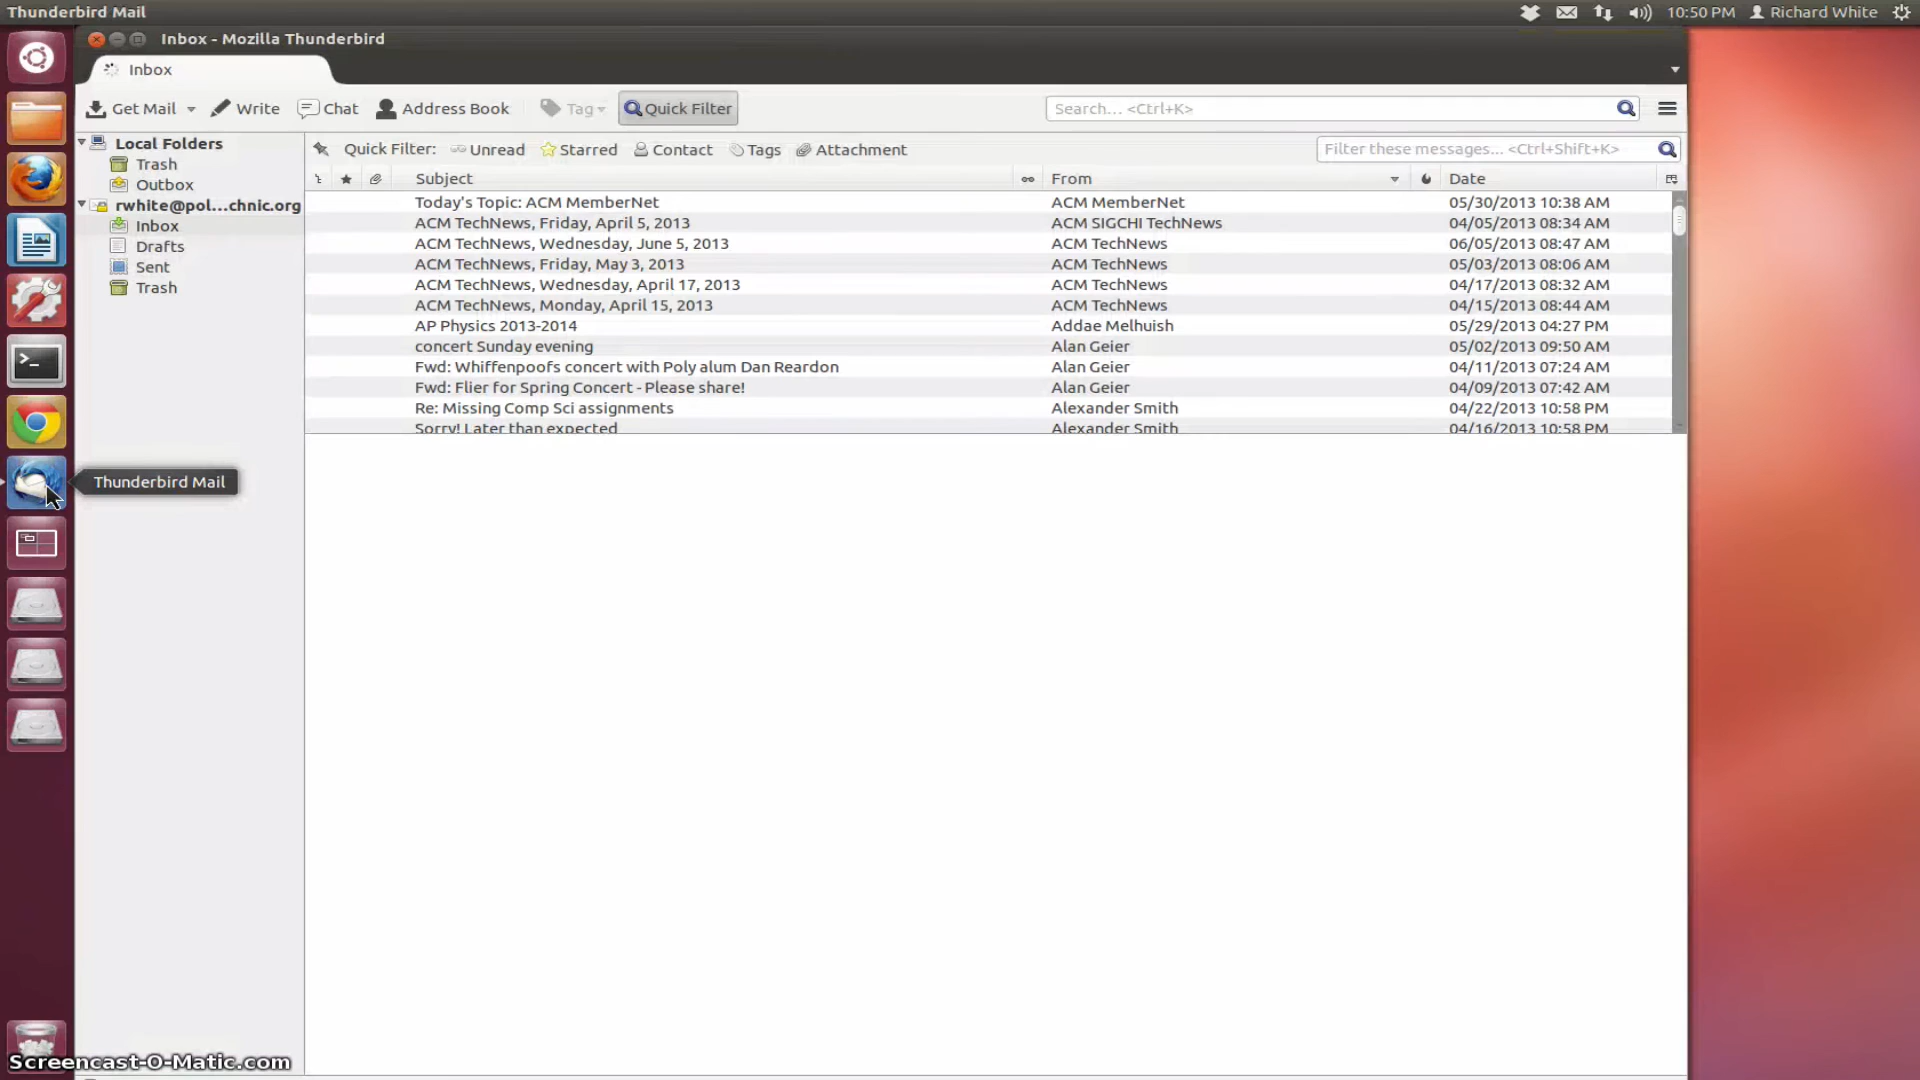 Thunderbird Mail
10:50 PM Richard White
Inbox - Mozilla Thunderbird
Inbox
Get Mail Write Chat Address Book Tag Quick Filter Search... <Ctrl+K>
Local Folders
Trash
Outbox
rwhite@pol...chnic.org
Inbox
Drafts
Sent
Trash
Quick Filter: Unread Starred Contact Tags Attachment Filter these messages... <Ctrl+Shift+K>
Subject From Date
Today's Topic: ACM MemberNet ACM MemberNet 05/30/2013 10:38 AM
ACM TechNews, Friday, April 5, 2013 ACM SIGCHI TechNews 04/05/2013 08:34 AM
ACM TechNews, Wednesday, June 5, 2013 ACM TechNews 06/05/2013 08:47 AM
ACM TechNews, Friday, May 3, 2013 ACM TechNews 05/03/2013 08:06 AM
ACM TechNews, Wednesday, April 17, 2013 ACM TechNews 04/17/2013 08:32 AM
ACM TechNews, Monday, April 15, 2013 ACM TechNews 04/15/2013 08:44 AM
AP Physics 2013-2014 Addae Melhuish 05/29/2013 04:27 PM
concert Sunday evening Alan Geier 05/02/2013 09:50 AM
Fwd: Whiffenpoofs concert with Poly alum Dan Reardon Alan Geier 04/11/2013 07:24 AM
Fwd: Flier for Spring Concert - Please share! Alan Geier 04/09/2013 07:42 AM
Re: Missing Comp Sci assignments Alexander Smith 04/22/2013 10:58 PM
Sorry! Later than expected Alexander Smith 04/16/2013 10:58 PM
Thunderbird Mail
Screencast-O-Matic.com